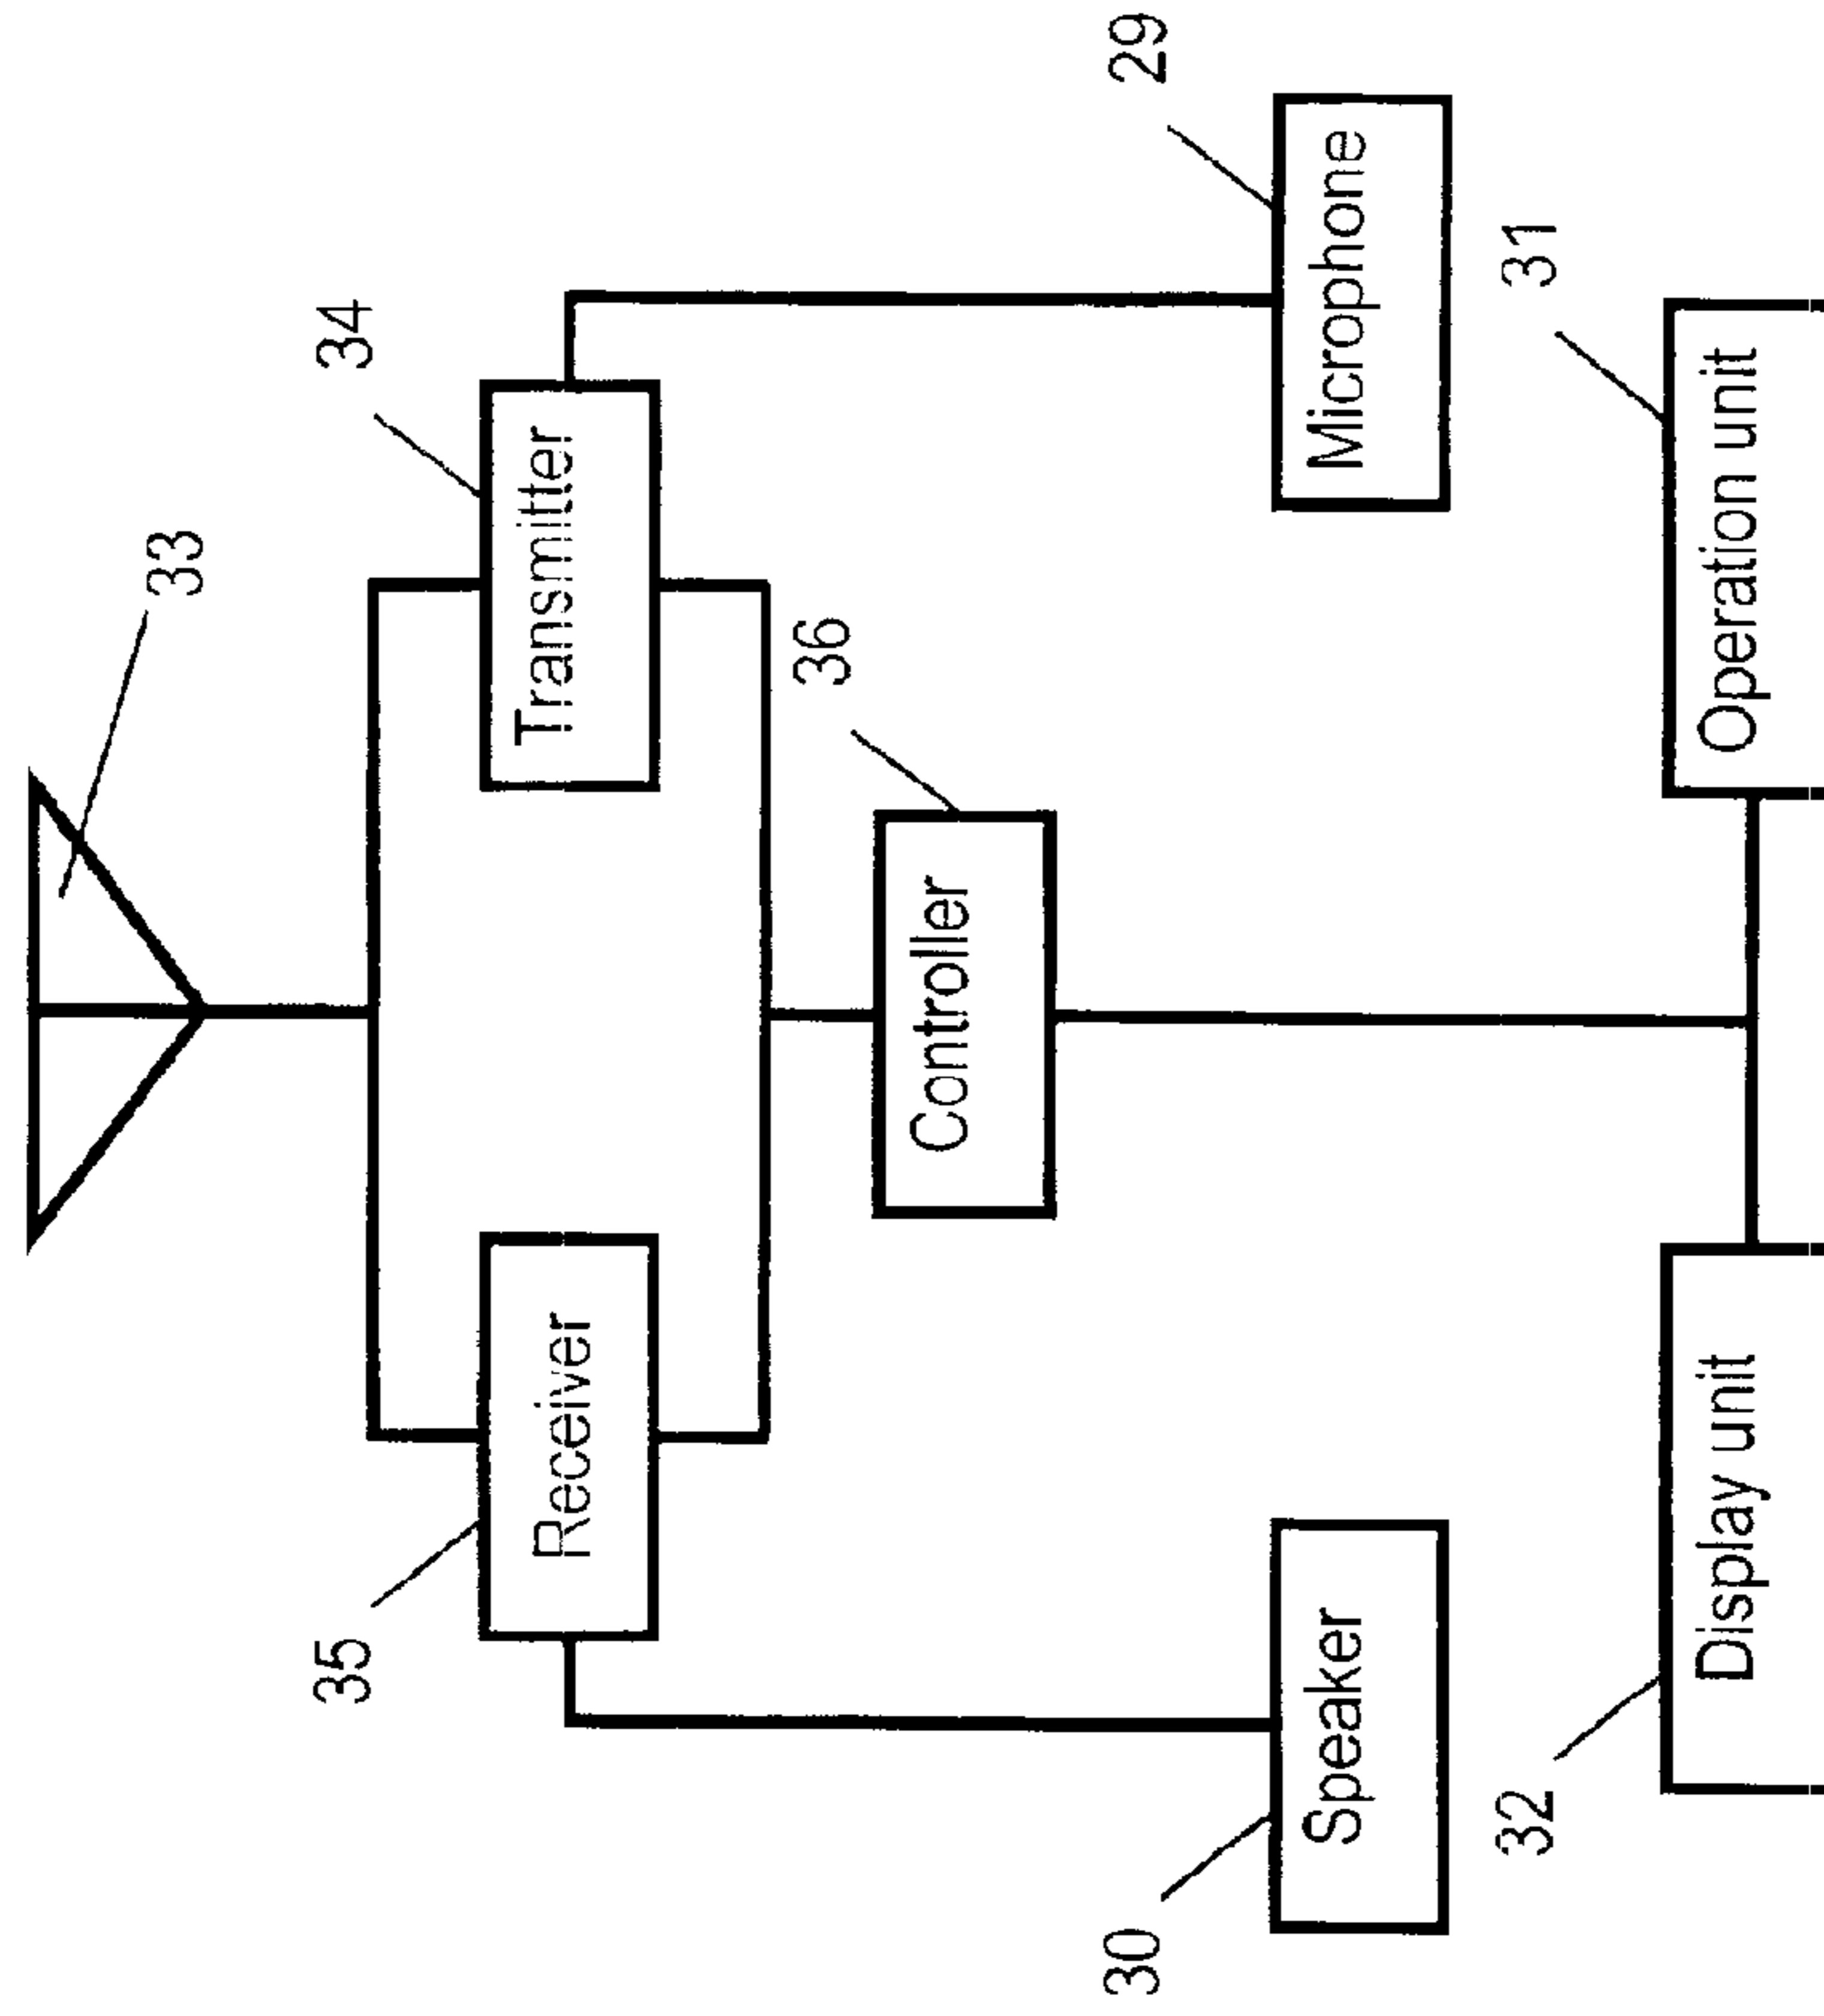 33
34
Transmitter
35
Receiver
36
Controller
29
Microphone
30
Speaker
31
Operation unit
32
Display unit